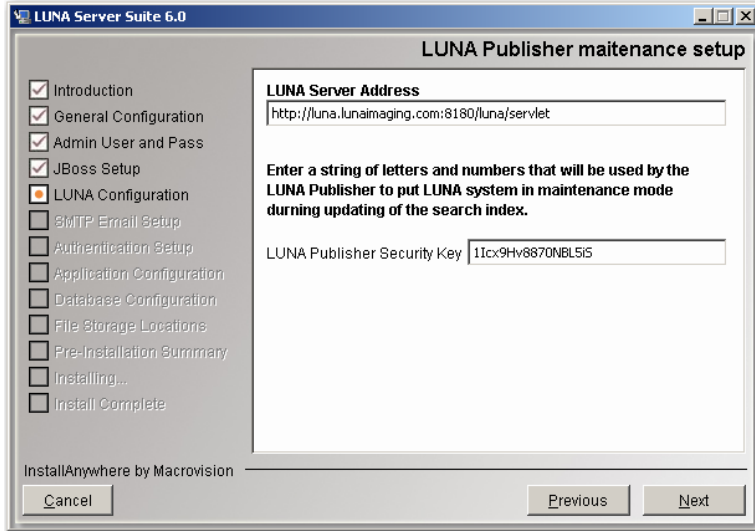 LUNA Server Suite 6.0
LUNA Publisher maitenance setup
Introduction
General Configuration
Admin User and Pass
JBoss Setup
LUNA Configuration
SMTP Email Setup
Authentication Setup
Application Configuration
Database Configuration
File Storage Locations
Pre-Installation Summary
Installing...
Install Complete
LUNA Server Address
http://luna.lunaimaging.com:8180/luna/servlet
Enter a string of letters and numbers that will be used by the
LUNA Publisher to put LUNA system in maintenance mode
durning updating of the search index.
LUNA Publisher Security Key 1Icx9Hv8870NBL5iS
InstallAnywhere by Macrovision
Cancel
Previous
Next